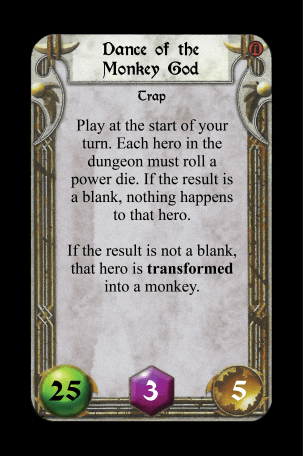 Dance of the
Monkey God
@
Trap
Play at the start of your
turn. Each hero in the
dungeon must roll a
power die. If the result is
a blank, nothing happens
to that hero.
If the result is not a blank,
that hero is transformed
into a monkey.
25
3
5